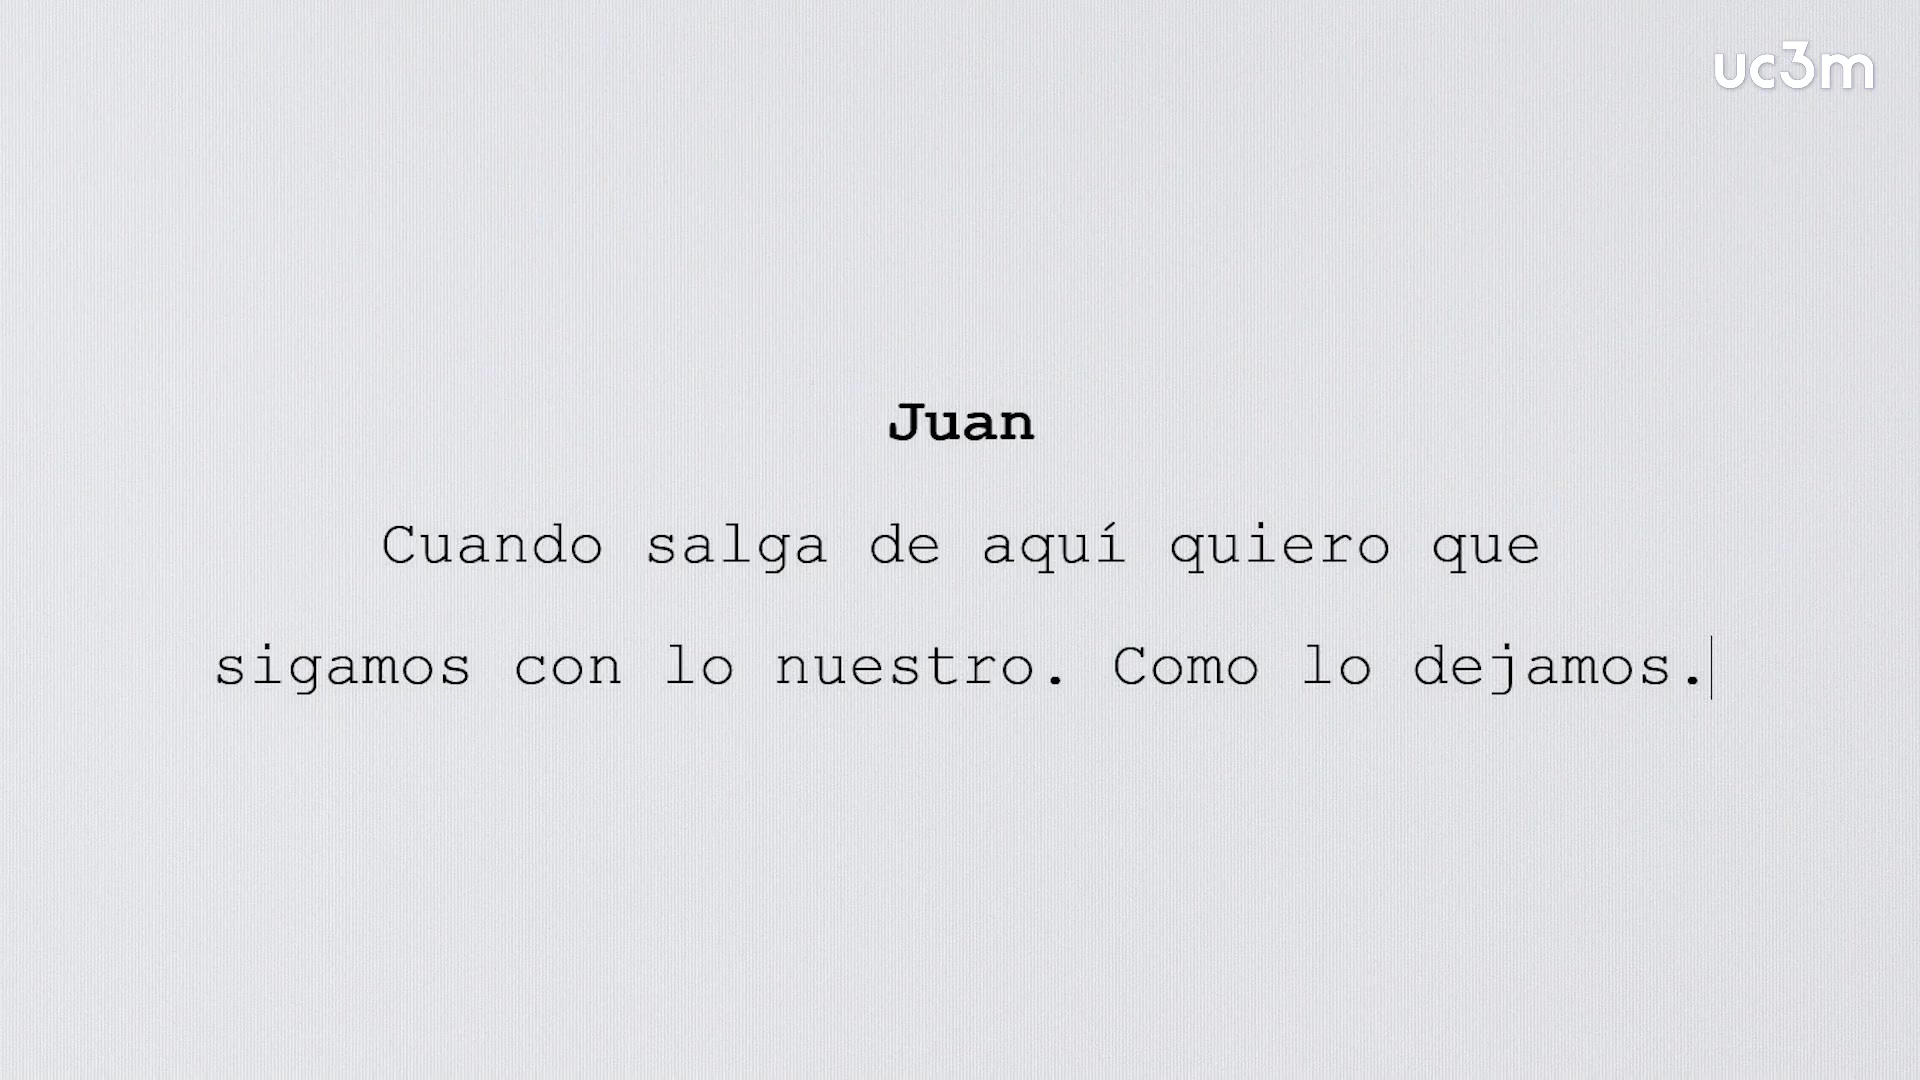 uc3m
Juan
Cuando salga de aquí quiero que
sigamos con lo nuestro. Como lo dejamos.